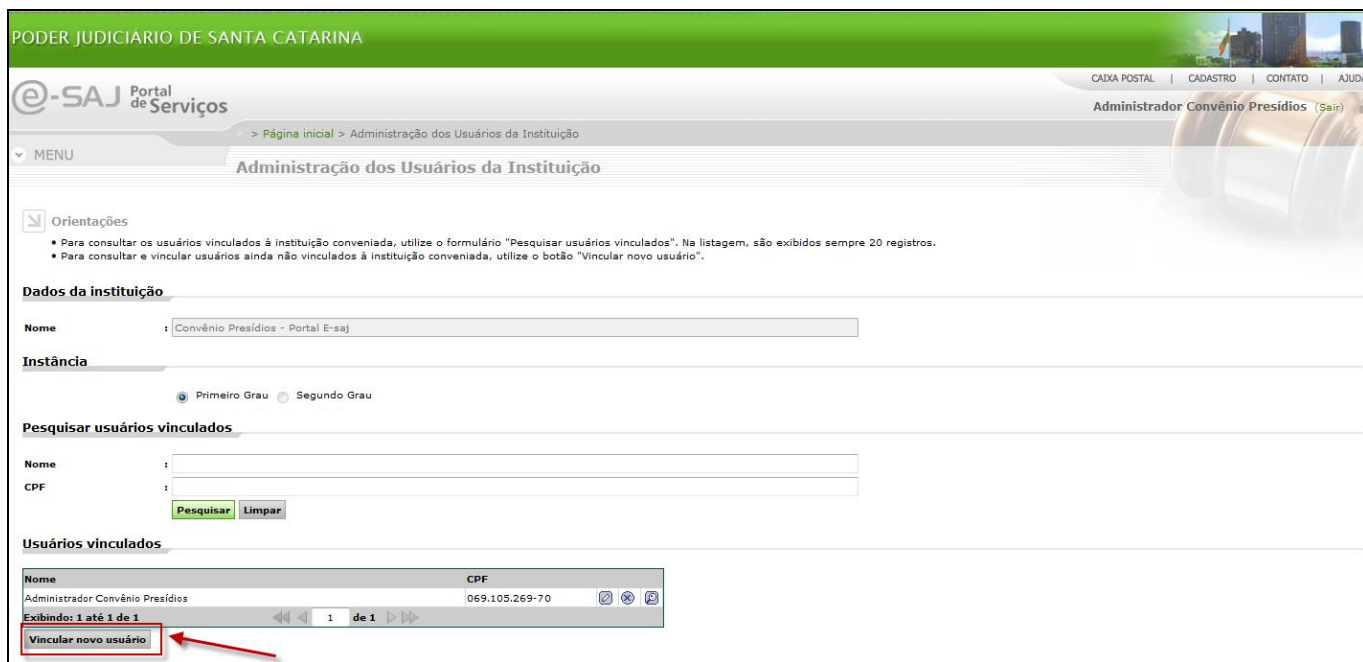 PODER JUDICIÁRIO DE SANTA CATARINA
CAIXA POSTAL | CADASTRO | CONTATO | AJUDA
e-SAJ Portal de Serviços
Administrador Convênio Presídios (Sair)
> Página inicial > Administração dos Usuários da Instituição
MENU
Administração dos Usuários da Instituição
Orientações
• Para consultar os usuários vinculados à instituição conveniada, utilize o formulário "Pesquisar usuários vinculados". Na listagem, são exibidos sempre 20 registros.
• Para consultar e vincular usuários ainda não vinculados à instituição conveniada, utilize o botão "Vincular novo usuário".
Dados da instituição
Nome : Convênio Presídios - Portal E-saj
Instância
Primeiro Grau Segundo Grau
Pesquisar usuários vinculados
Nome :
CPF :
Pesquisar Limpar
Usuários vinculados
Nome CPF
Administrador Convênio Presídios 069.105.269-70
Exibindo: 1 até 1 de 1 1 de 1
Vincular novo usuário